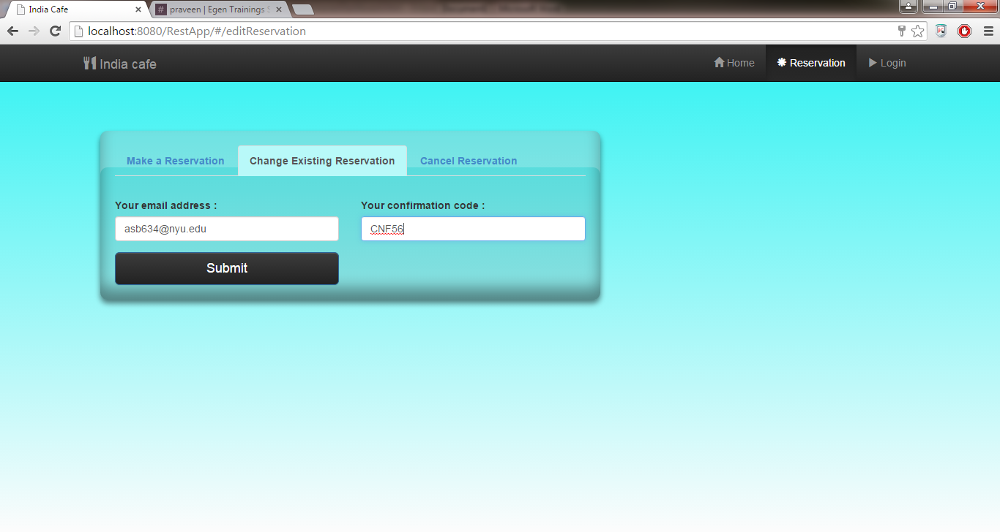 India Cafe
praveen | Egen Trainings S
localhost:8080/RestApp/#/editReservation
India cafe
Home
Reservation
Login
Make a Reservation
Change Existing Reservation
Cancel Reservation
Your email address :
Your confirmation code :
asb634@nyu.edu
CNF56
Submit